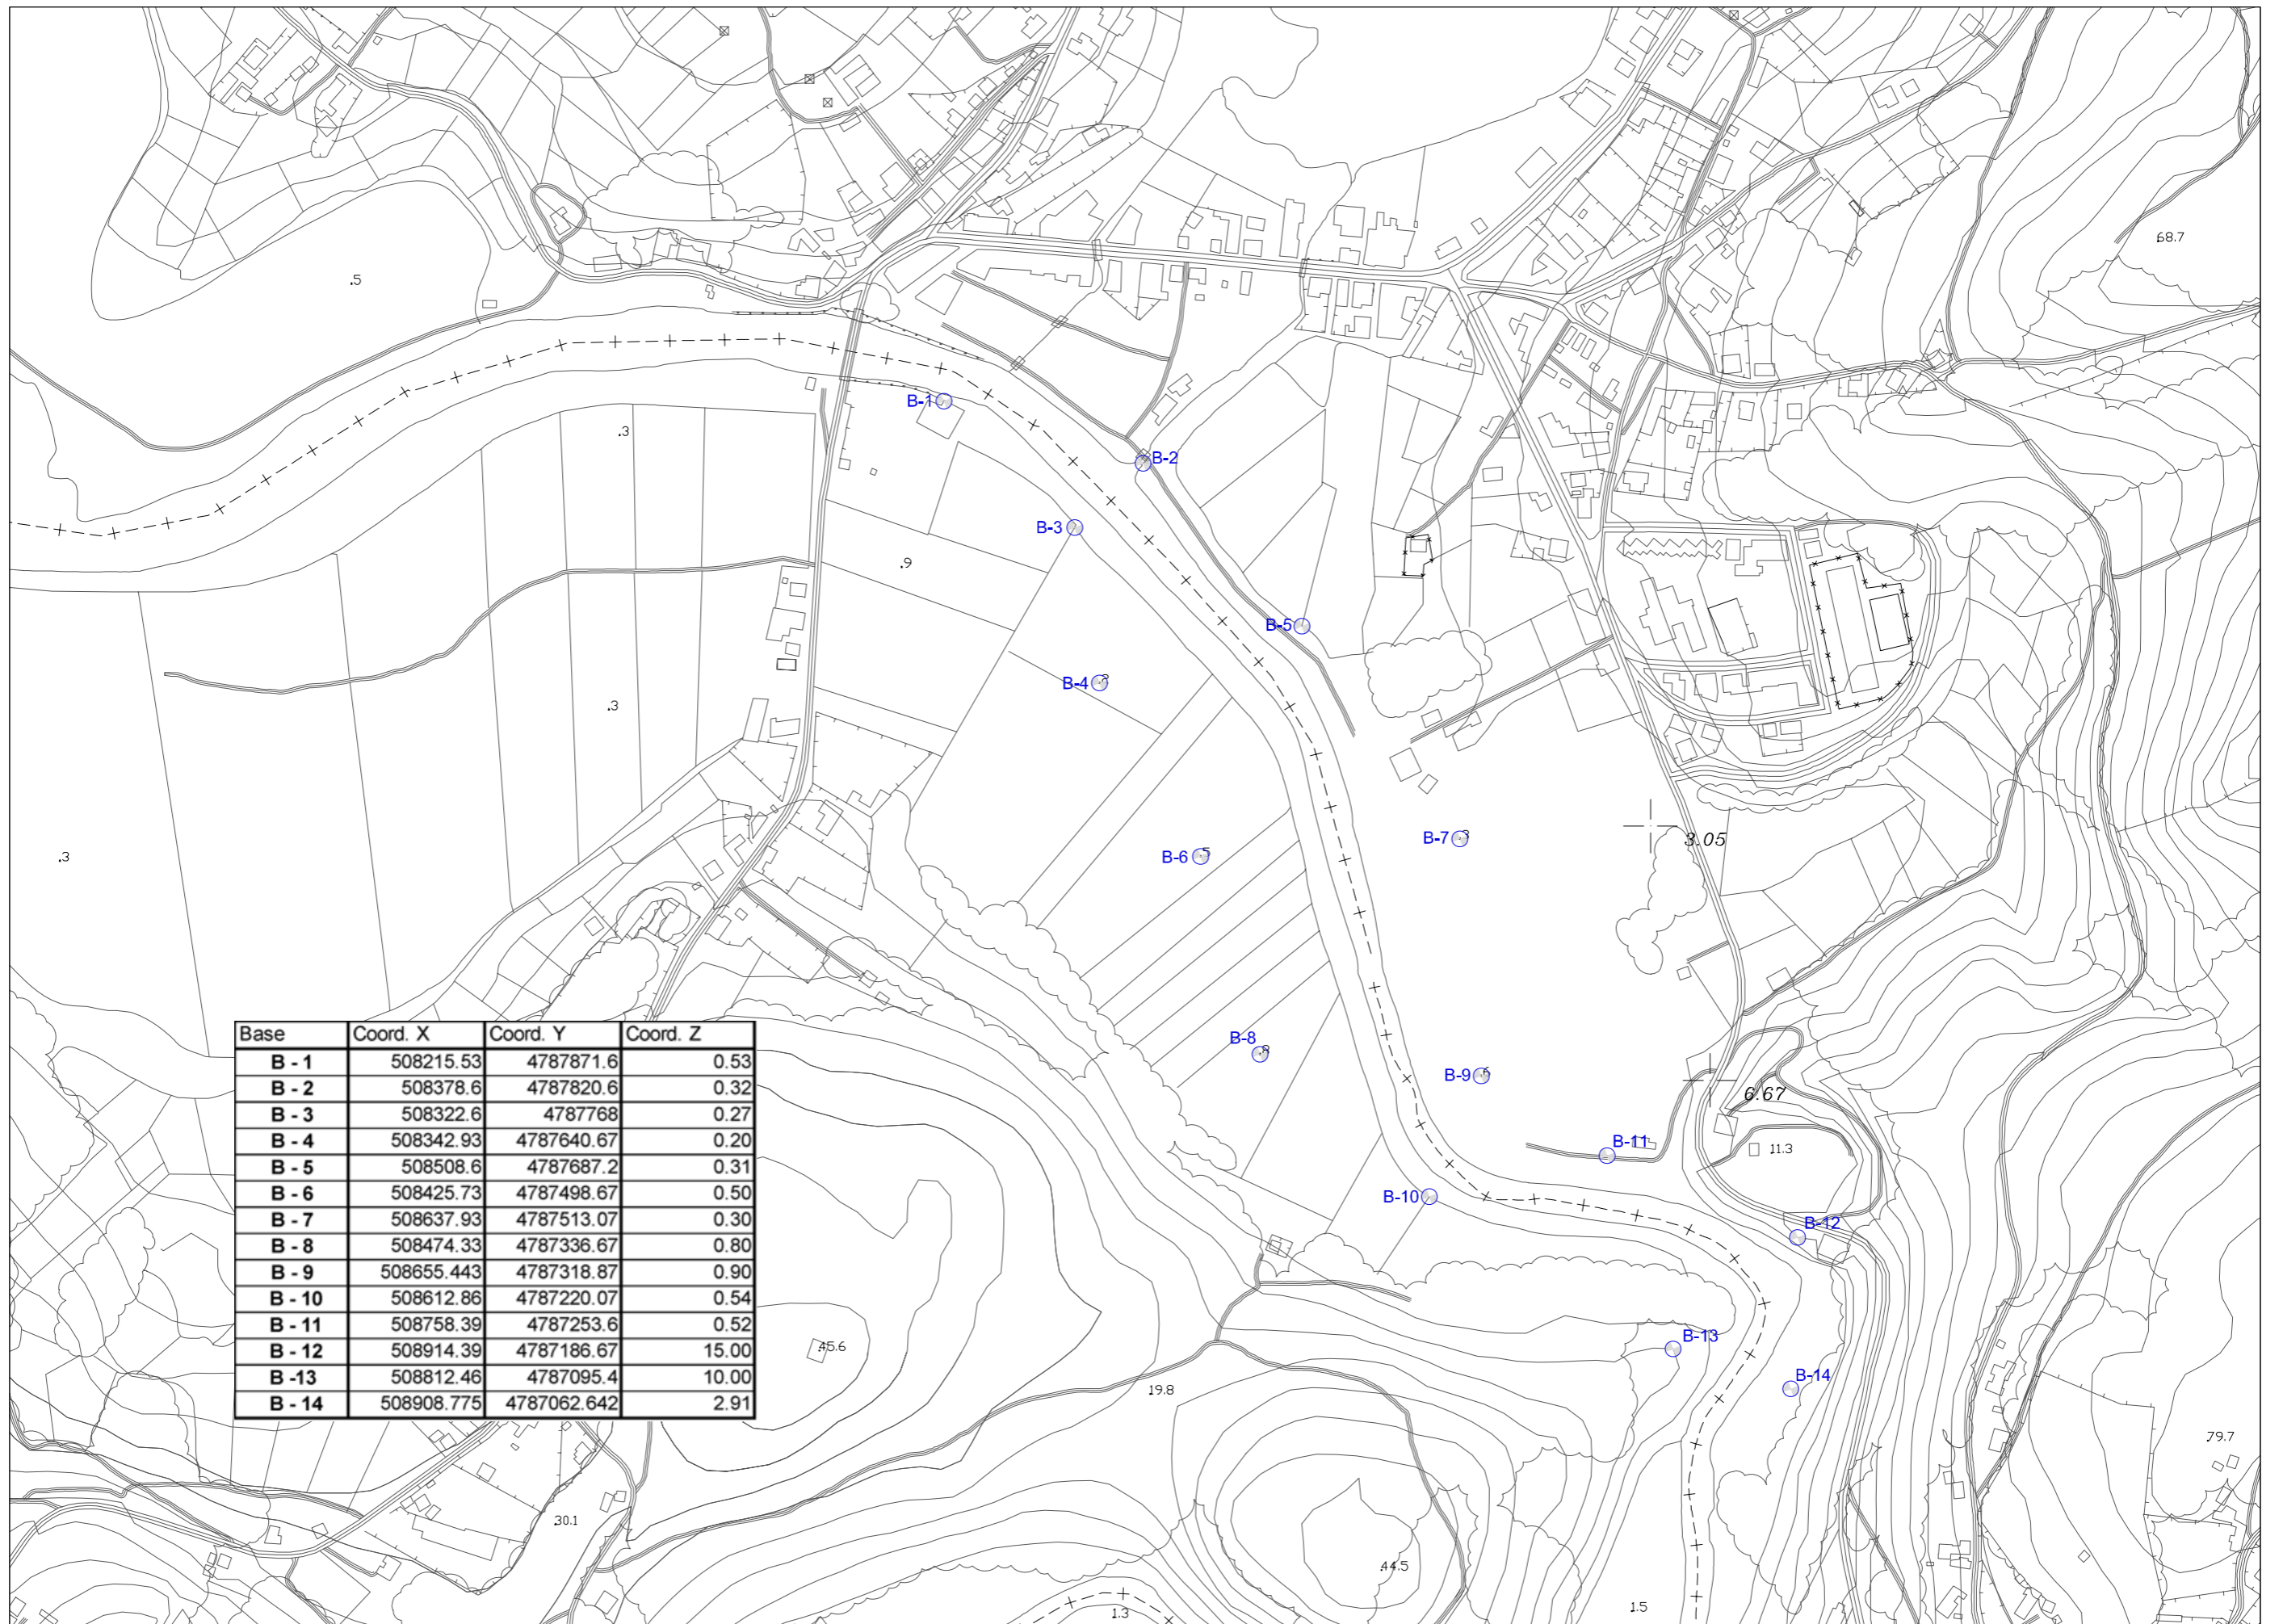 68.7
.5
B-1
.3
B-2
B-3
.9
B-5
B-4
.3
3.05
B-7
B-6
.3
B-8
B-9
6.67
B-11
11.3
B-10
B-12
B-13
B-14
Base Coord. X Coord. Y Coord. Z
B - 1 508215.53 4787871.6 0.53
B - 2 508378.6 4787820.6 0.32
B - 3 508322.6 4787768 0.27
B - 4 508342.93 4787640.67 0.20
B - 5 508508.6 4787687.2 0.31
B - 6 508425.73 4787498.67 0.50
B - 7 508637.93 4787513.07 0.30
B - 8 508474.33 4787336.67 0.80
B - 9 508655.443 4787318.87 0.90
B - 10 508612.86 4787220.07 0.54
B - 11 508758.39 4787253.6 0.52
B - 12 508914.39 4787186.67 15.00
B -13 508812.46 4787095.4 10.00
B - 14 508908.775 4787062.642 2.91
45.6
19.8
79.7
30.1
44.5
1.3
1.5